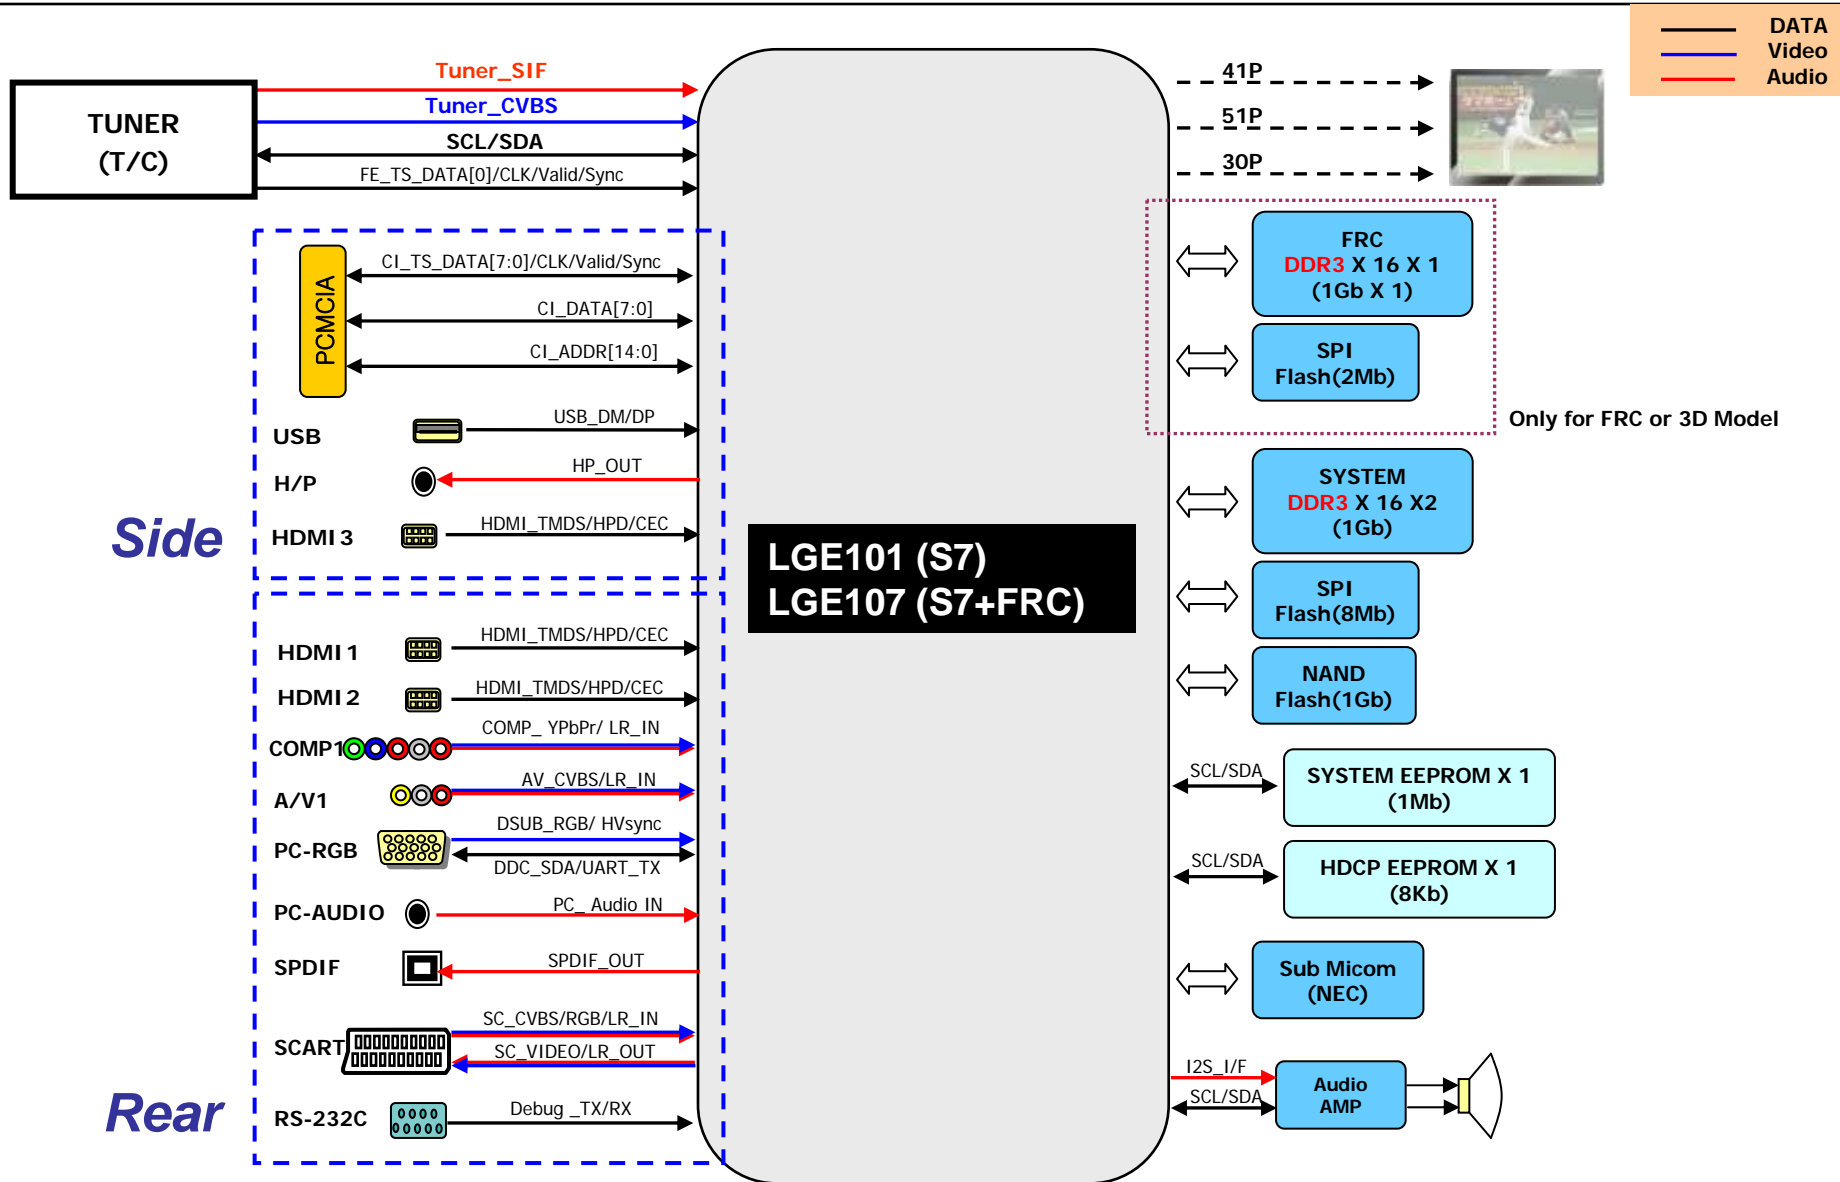 DATA
Video
Audio
TUNER
(T/C)
Tuner_SIF
Tuner_CVBS
SCL/SDA
FE_TS_DATA[0]/CLK/Valid/Sync
41P
51P
30P
Side
PCMCIA
CI_TS_DATA[7:0]/CLK/Valid/Sync
CI_DATA[7:0]
CI_ADDR[14:0]
USB
USB_DM/DP
H/P
HP_OUT
HDMI3
HDMI_TMDS/HPD/CEC
Rear
HDMI1
HDMI_TMDS/HPD/CEC
HDMI2
HDMI_TMDS/HPD/CEC
COMP1
COMP_ YPbPr/ LR_IN
A/V1
AV_CVBS/LR_IN
PC-RGB
DSUB_RGB/ HVsync
DDC_SDA/UART_TX
PC-AUDIO
PC_ Audio IN
SPDIF
SPDIF_OUT
SCART
SC_CVBS/RGB/LR_IN
SC_VIDEO/LR_OUT
RS-232C
Debug _TX/RX
LGE101 (S7)
LGE107 (S7+FRC)
FRC
DDR3 X 16 X 1
(1Gb X 1)
SPI
Flash(2Mb)
Only for FRC or 3D Model
SYSTEM
DDR3 X 16 X2
(1Gb)
SPI
Flash(8Mb)
NAND
Flash(1Gb)
SCL/SDA
SYSTEM EEPROM X 1
(1Mb)
SCL/SDA
HDCP EEPROM X 1
(8Kb)
Sub Micom
(NEC)
I2S_I/F
SCL/SDA
Audio
AMP